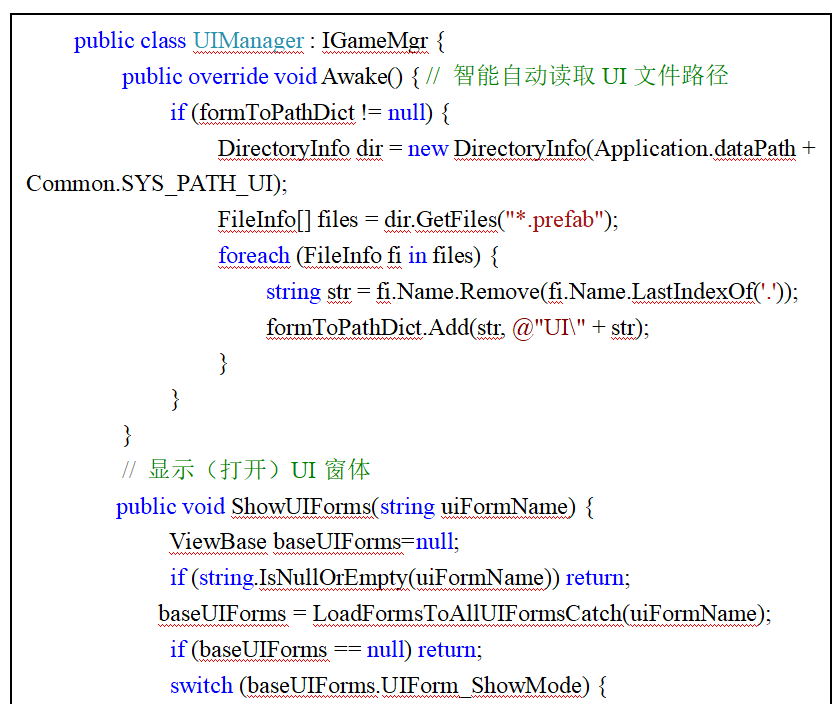 public class UIManager : IGameMgr {
public override void Awake() { // 智能自动读取 UI 文件路径
if (formToPathDict != null) {
DirectoryInfo dir = new DirectoryInfo(Application.dataPath +
Common.SYS_PATH_UI);
FileInfo[] files = dir.GetFiles("*.prefab");
foreach (FileInfo fi in files) {
string str = fi.Name.Remove(fi.Name.LastIndexOf('.'));
formToPathDict.Add(str, @"UI\" + str);
}
}
}
// 显示（打开）UI 窗体
public void ShowUIForms(string uiFormName) {
ViewBase baseUIForms=null;
if (string.IsNullOrEmpty(uiFormName)) return;
baseUIForms = LoadFormsToAllUIFormsCatch(uiFormName);
if (baseUIForms == null) return;
switch (baseUIForms.UIForm_ShowMode) {